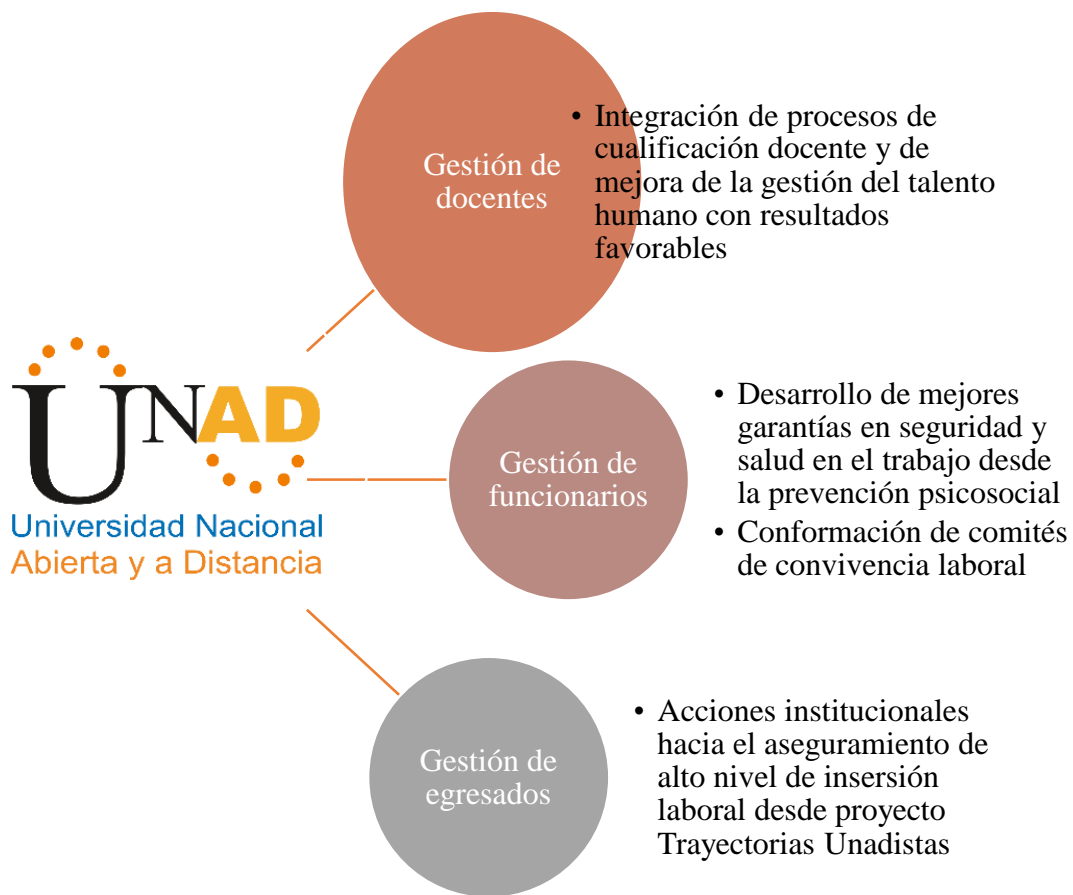 Gestión de
docentes
• Integración de procesos de
cualificación docente y de
mejora de la gestión del talento
humano con resultados
favorables
UNAD
Universidad Nacional
Abierta y a Distancia
Gestión de
funcionarios
• Desarrollo de mejores
garantías en seguridad y
salud en el trabajo desde
la prevención psicosocial
• Conformación de comités
de convivencia laboral
Gestión de
egresados
• Acciones institucionales
hacia el aseguramiento de
alto nivel de insersión
laboral desde proyecto
Trayectorias Unadistas